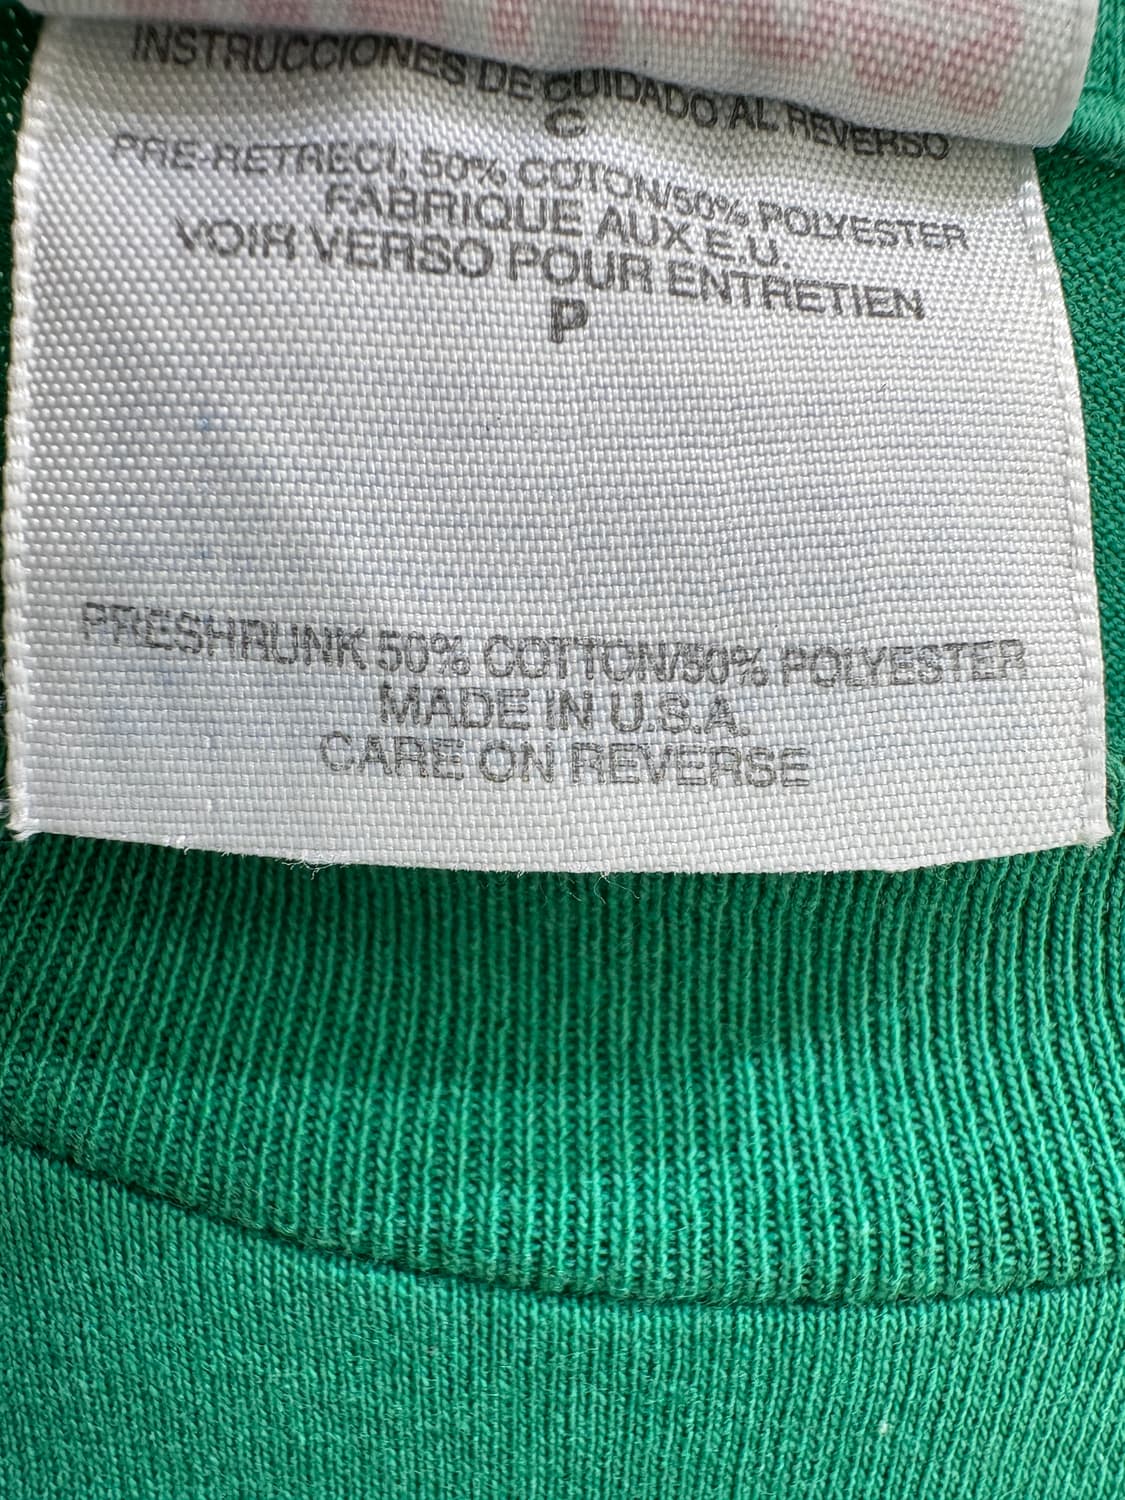 INSTRUCCIONES DE CUIDADO AL REVERSO
C
PRE-RETRECI, 50% COTON/50% POLYESTER
FABRIQUE AUX E.U.
VOIR VERSO POUR ENTRETIEN
P
PRESHRUNK 50% COTTON/50% POLYESTER
MADE IN U.S.A.
CARE ON REVERSE